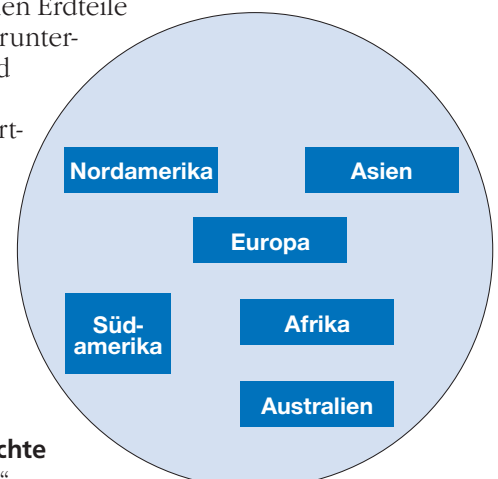 en Erdteile
runter-
d
rt-
Nordamerika
Asien
Europa
Süd-
amerika
Afrika
Australien
chte
“